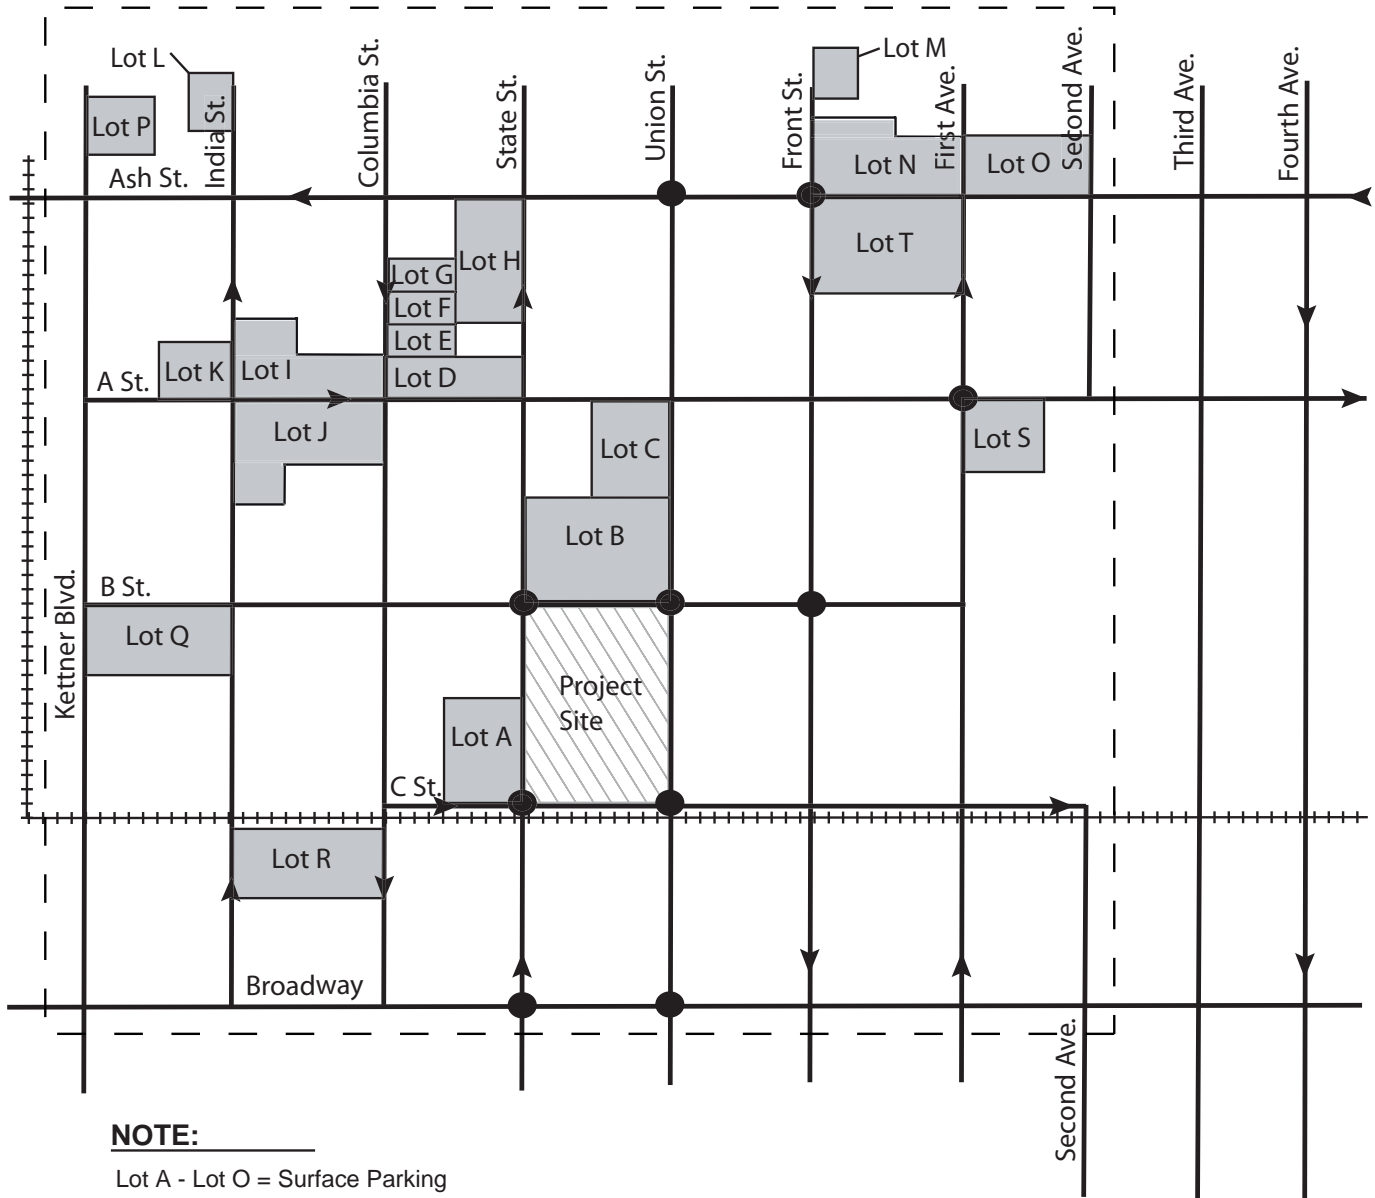 Lot L
Lot M
Lot P
India St.
Columbia St.
State St.
Union St.
Front St.
First Ave.
Second Ave.
Third Ave.
Fourth Ave.
Ash St.
Lot N
Lot O
Lot T
Lot H
Lot G
Lot F
Lot E
Lot D
Lot K
Lot I
A St.
Lot J
Lot C
Lot S
Lot B
B St.
Kettner Blvd.
Lot Q
Project
Site
Lot A
C St.
Lot R
Broadway
Second Ave.
NOTE:
Lot A - Lot O = Surface Parking